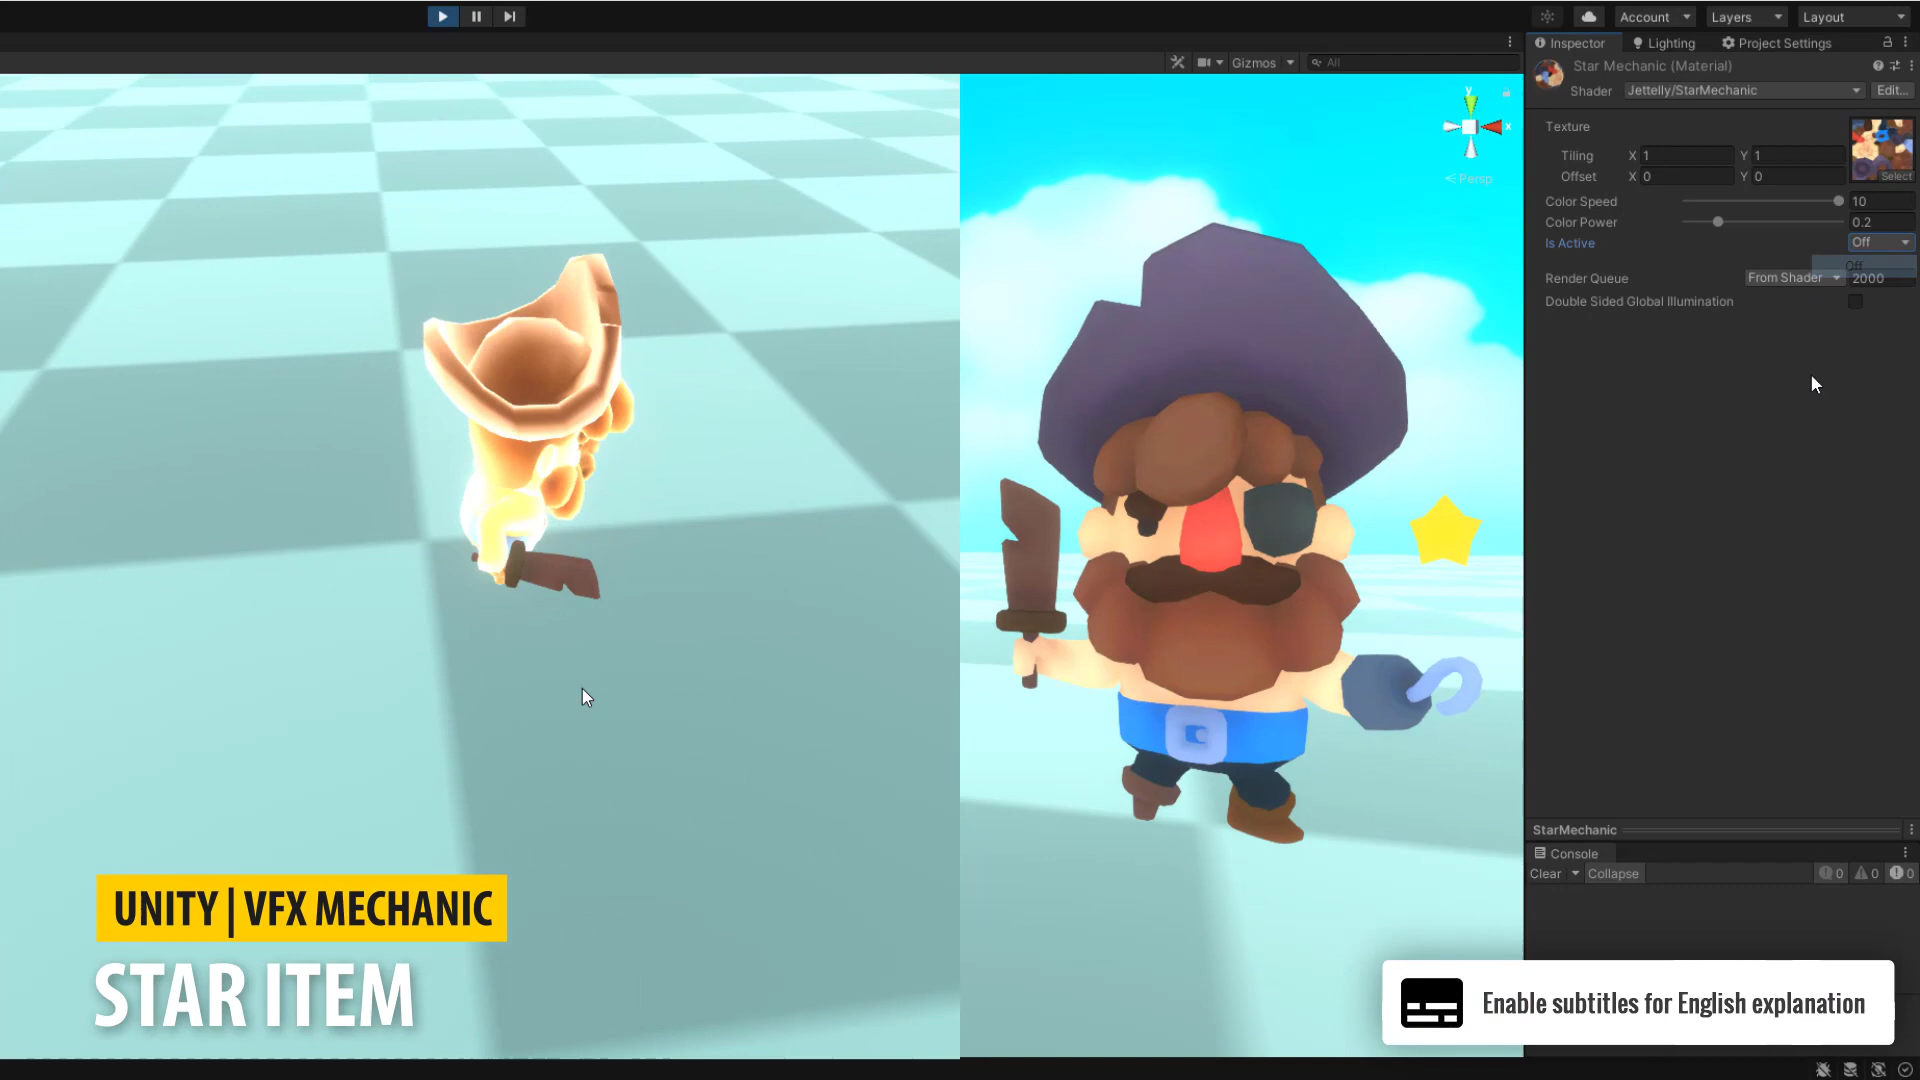 Account
Layers
Layout
Inspector
Lighting
Project Settings
Gizmos
All
Star Mechanic (Material)
Shader Jettelly/StarMechanic Edit...
y
x
Persp
Texture
Tiling X 1 Y 1
Offset X 0 Y 0
Select
Color Speed 10
Color Power 0.2
Is Active Off
Off
Render Queue From Shader 2000
Double Sided Global Illumination
StarMechanic
Console
Clear Collapse 0 0 0
UNITY | VFX MECHANIC
STAR ITEM
Enable subtitles for English explanation